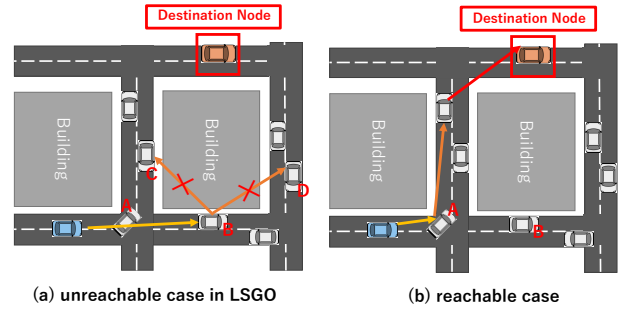 Destination Node
Building
Building
A
B
C
D
(a) unreachable case in LSGO
Destination Node
Building
Building
A
B
(b) reachable case